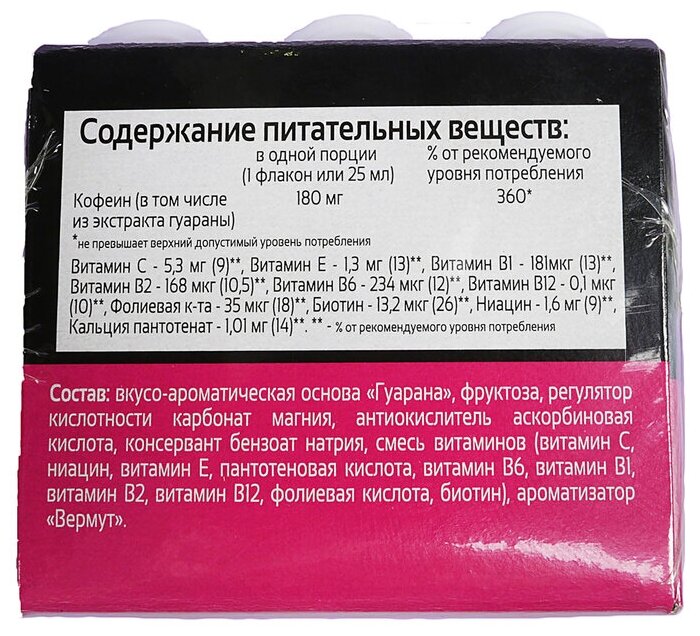 Содержание питательных веществ:
в одной порции % от рекомендуемого
(1 флакон или 25 мл) уровня потребления
Кофеин (в том числе 180 мг 360*
из экстракта гуараны)
*не превышает верхний допустимый уровень потребления
Витамин С - 5,3 мг (9)**, Витамин Е - 1,3 мг (13)**, Витамин В1 - 181мкг (13)**,
Витамин В2 - 168 мкг (10,5)**, Витамин В6 - 234 мкг (12)**, Витамин В12 - 0,1 мкг
(10)**, Фолиевая к-та - 35 мкг (18)**, Биотин - 13,2 мкг (26)**, Ниацин - 1,6 мг (9)**,
Кальция пантотенат - 1,01 мг (14)**. ** - % от рекомендуемого уровня потребления
Состав: вкусо-ароматическая основа «Гуарана», фруктоза, регулятор
кислотности карбонат магния, антиокислитель аскорбиновая
кислота, консервант бензоат натрия, смесь витаминов (витамин С,
ниацин, витамин Е, пантотеновая кислота, витамин В6, витамин В1,
витамин В2, витамин В12, фолиевая кислота, биотин), ароматизатор
«Вермут».